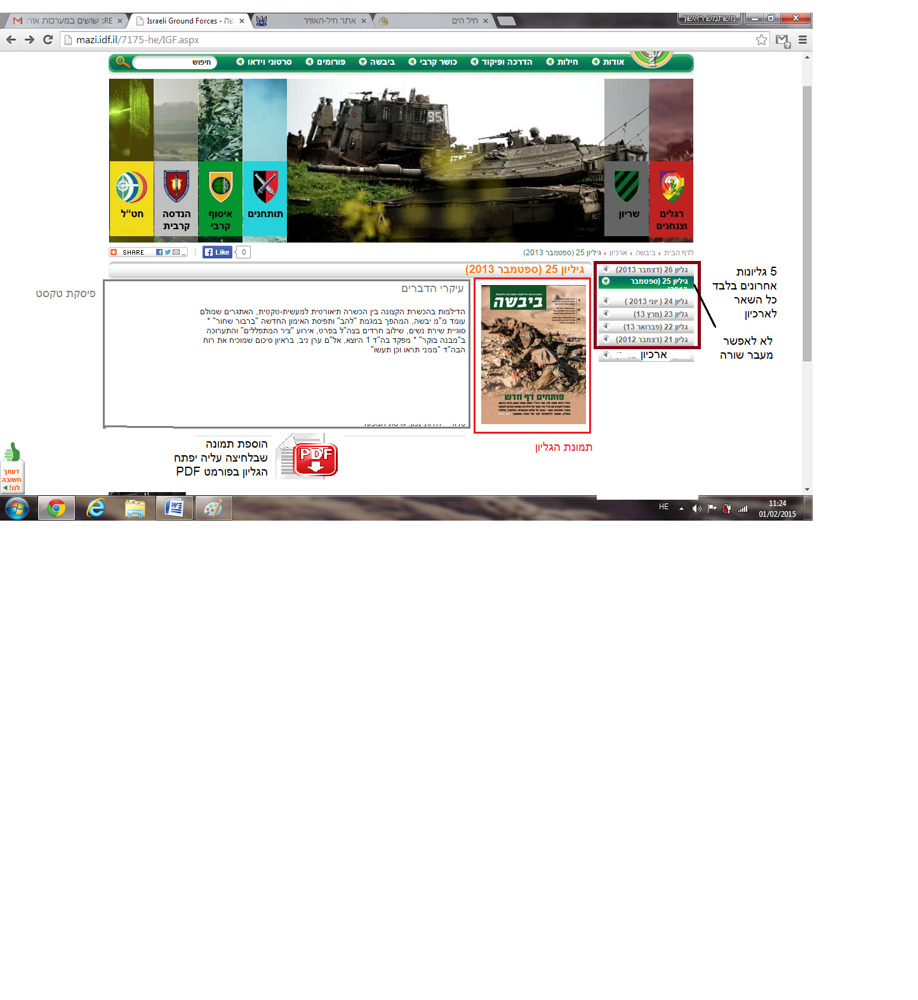 RE: שושים במערכות אורו
Israeli Ground Forces - שה
אתר חיל-האוויר
חיל הים
משתמש ראשון
mazi.idf.il/7175-he/IGF.aspx
אודות
חילות
הדרכה ופיקוד
כושר קרבי
ביבשה
פורומים
סרטוני וידאו
חיפוש
95
רגלים
וצנחנים
שריון
תותחנים
איסוף
קרבי
הנדסה
קרבית
חט"ל
לדף הבית
ביבשה
ארכיון
גיליון 25 (ספטמבר 2013)
Like
0
SHARE
גיליון 25 (ספטמבר 2013)
גליון 26 (דצמבר 2013)
גיליון 25 (ספטמבר
גליון 24 ( יוני 2013 )
גליון 23 (מרץ 13)
גליון 22 (פברואר 13)
גליון 21 (דצמבר 2012)
ארכיון
5 גליונות
אחרונים בלבד
כל השאר
לארכיון
לא לאפשר
מעבר שורה
ביבשה
פותחים דף חדש
תמונת הגליון
עיקרי הדברים
הדילמות בהכשרת הקצונה בין הכשרה תיאורטית למעשית-טקטית, האתגרים שמולם
עומד מ"מ יבשה, המהפך במגמת "להב" ותפיסת האימון החדשה "ברבור שחור" *
סוגיית שירת נשים, שילוב חרדים בצה"ל בפרט, אירוע "ציר המתפללים" והתערוכה
ב"מבנה בוקר" * מפקד בה"ד 1 היוצא, אל"ם ערן ניב, בראיון סיכום שמוכיח את רוח
הבה"ד "ממני תראו וכן תעשו"
פיסקת טקסט
PDF
הוספת תמונה
שבלחיצה עליה יפתח
הגליון בפורמט PDF
דעתך
חשובה
לנו!
HE
11:24
01/02/2015